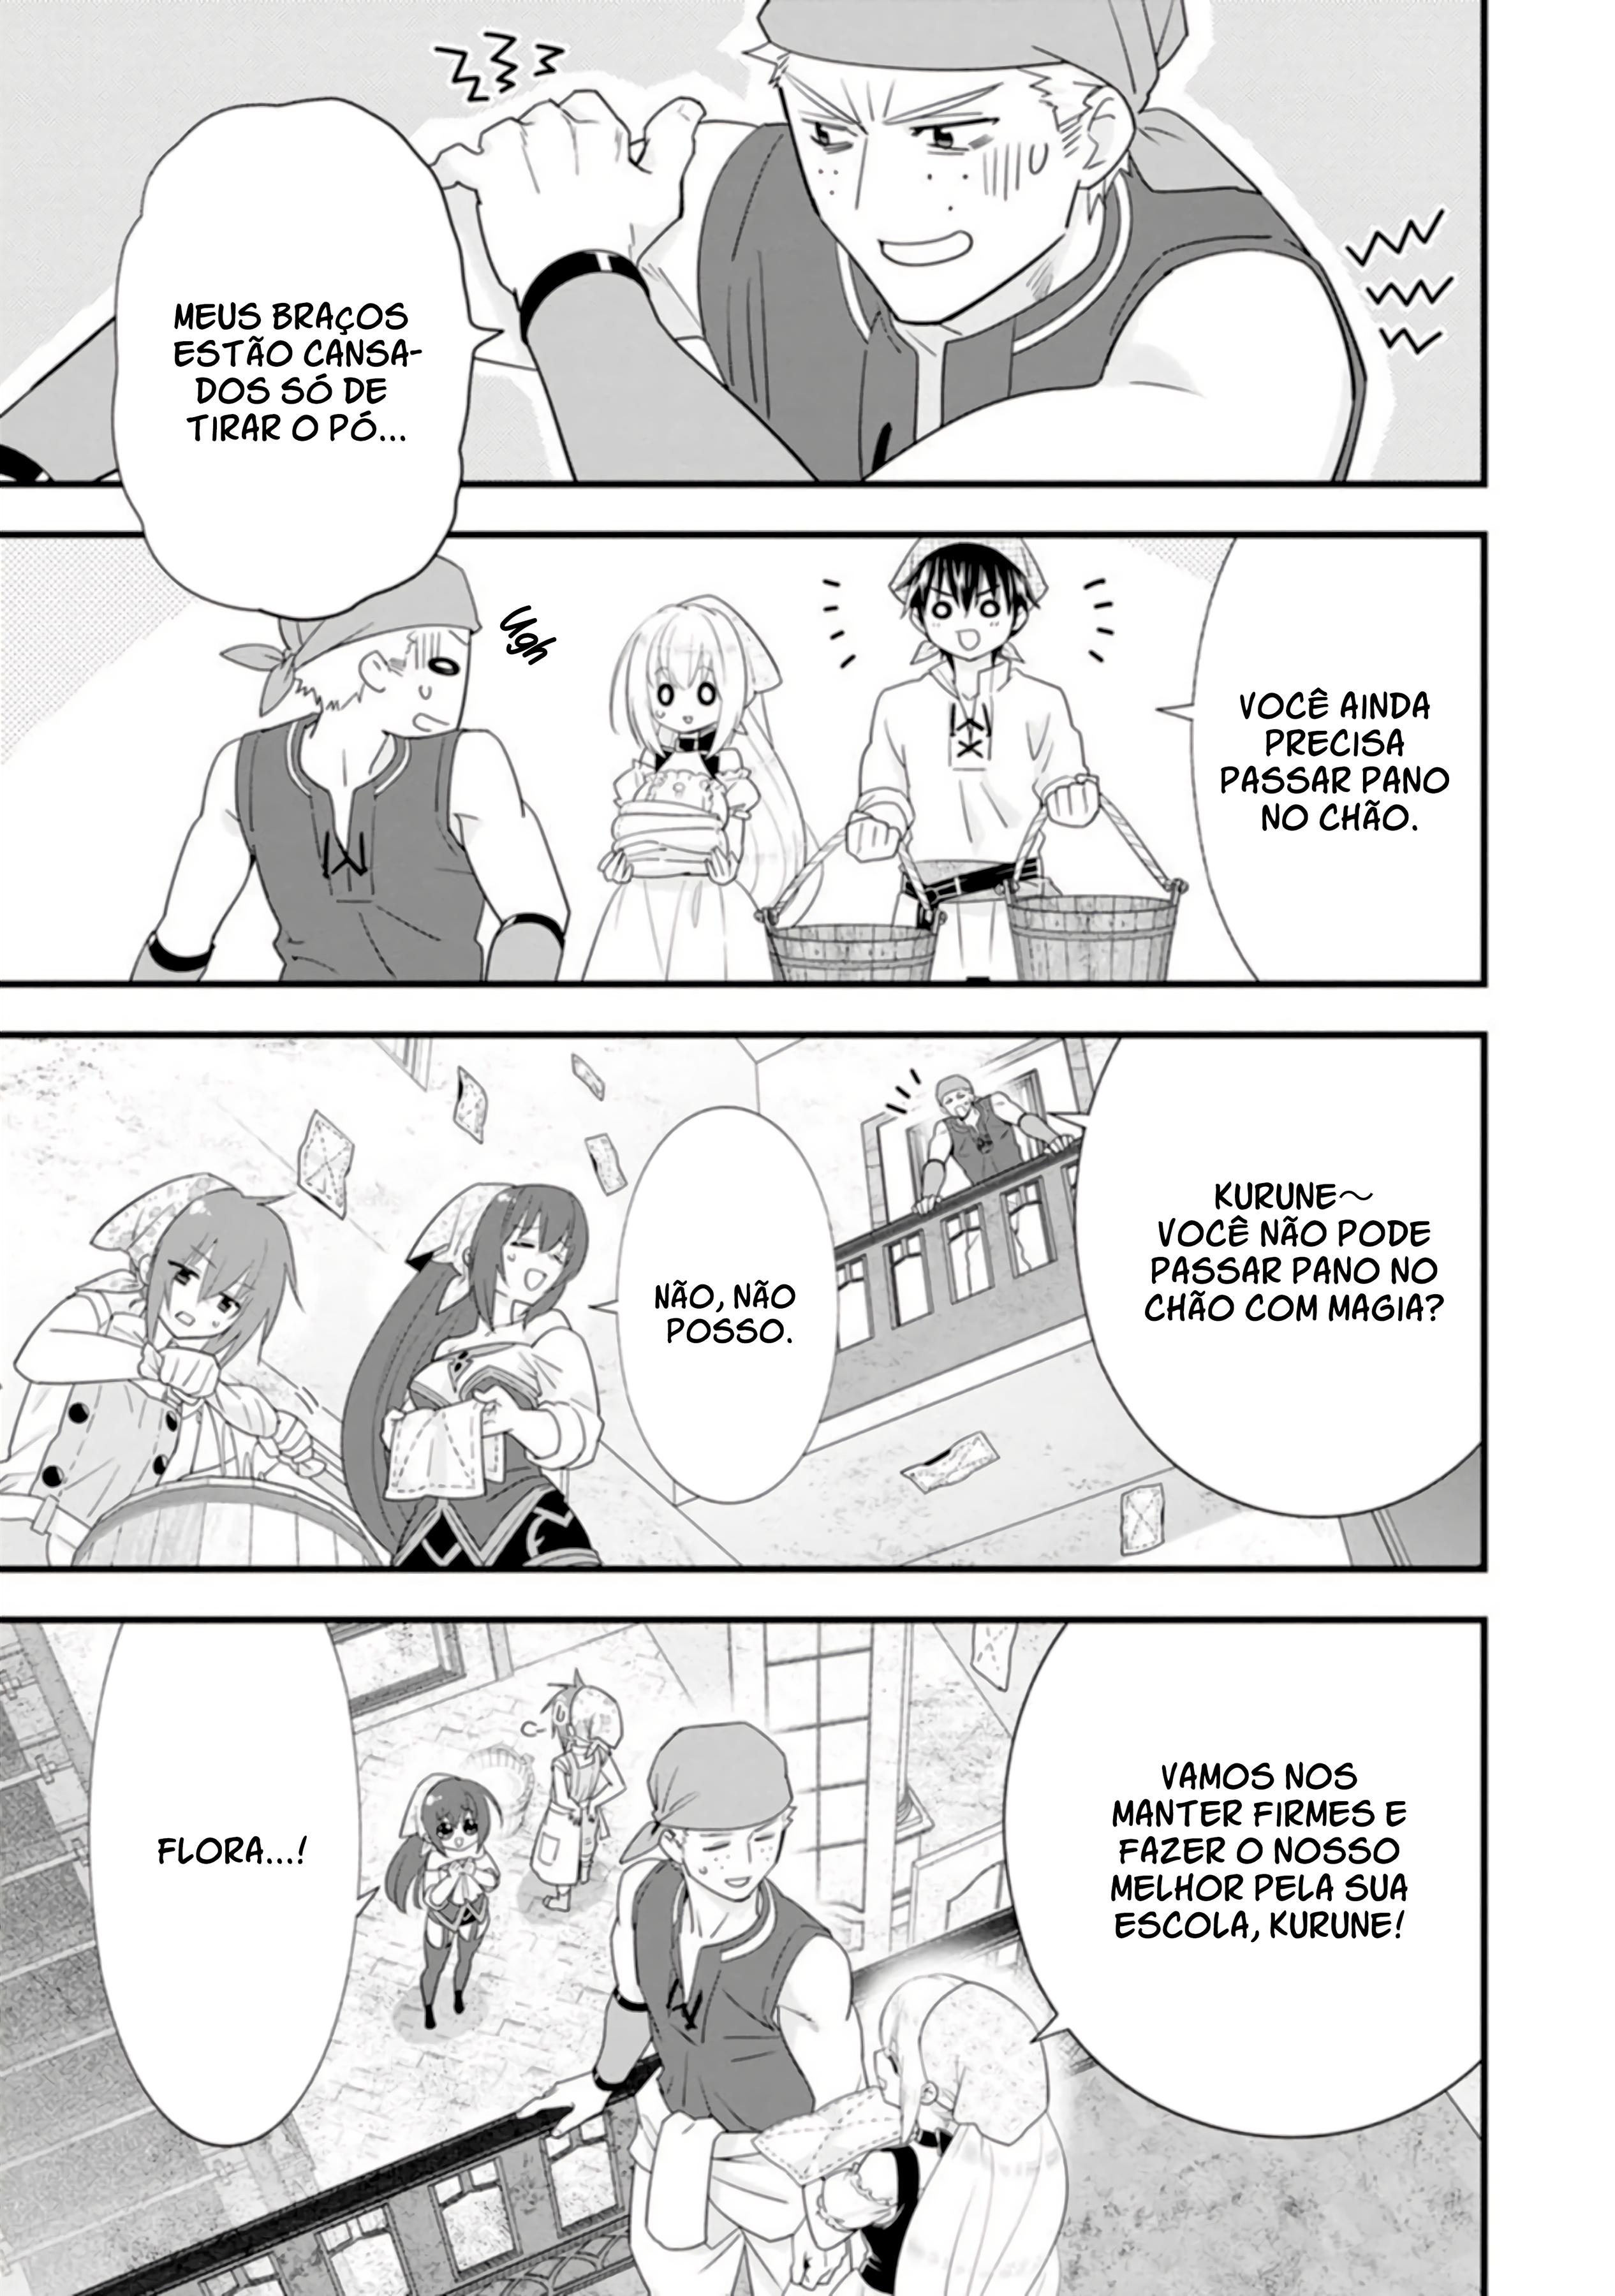 MEUS BRAÇOS
ESTÃO CANSA-
DOS SÓ DE
TIRAR O PÓ...
Ugh
VOCÊ AINDA
PRECISA
PASSAR PANO
NO CHÃO.
KURUNE～
VOCÊ NÃO PODE
PASSAR PANO NO
CHÃO COM MAGIA?
NÃO, NÃO
POSSO.
VAMOS NOS
MANTER FIRMES E
FAZER O NOSSO
MELHOR PELA SUA
ESCOLA, KURUNE!
FLORA...!